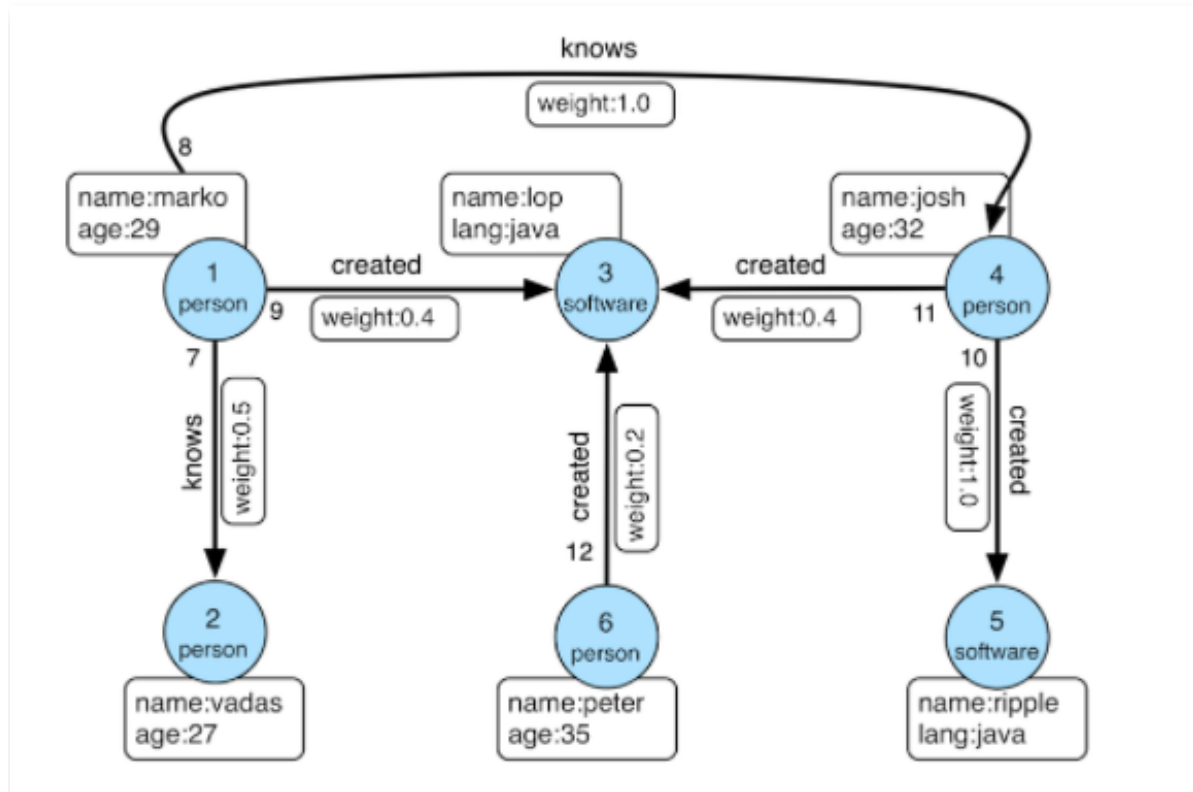 knows
weight:1.0
8
name:marko
age:29
name:lop
lang:java
name:josh
age:32
1
person
created
9
weight:0.4
3
software
created
weight:0.4
11
4
person
7
knows
weight:0.5
created
weight:0.2
12
10
weight:1.0
created
2
person
name:vadas
age:27
6
person
name:peter
age:35
5
software
name:ripple
lang:java